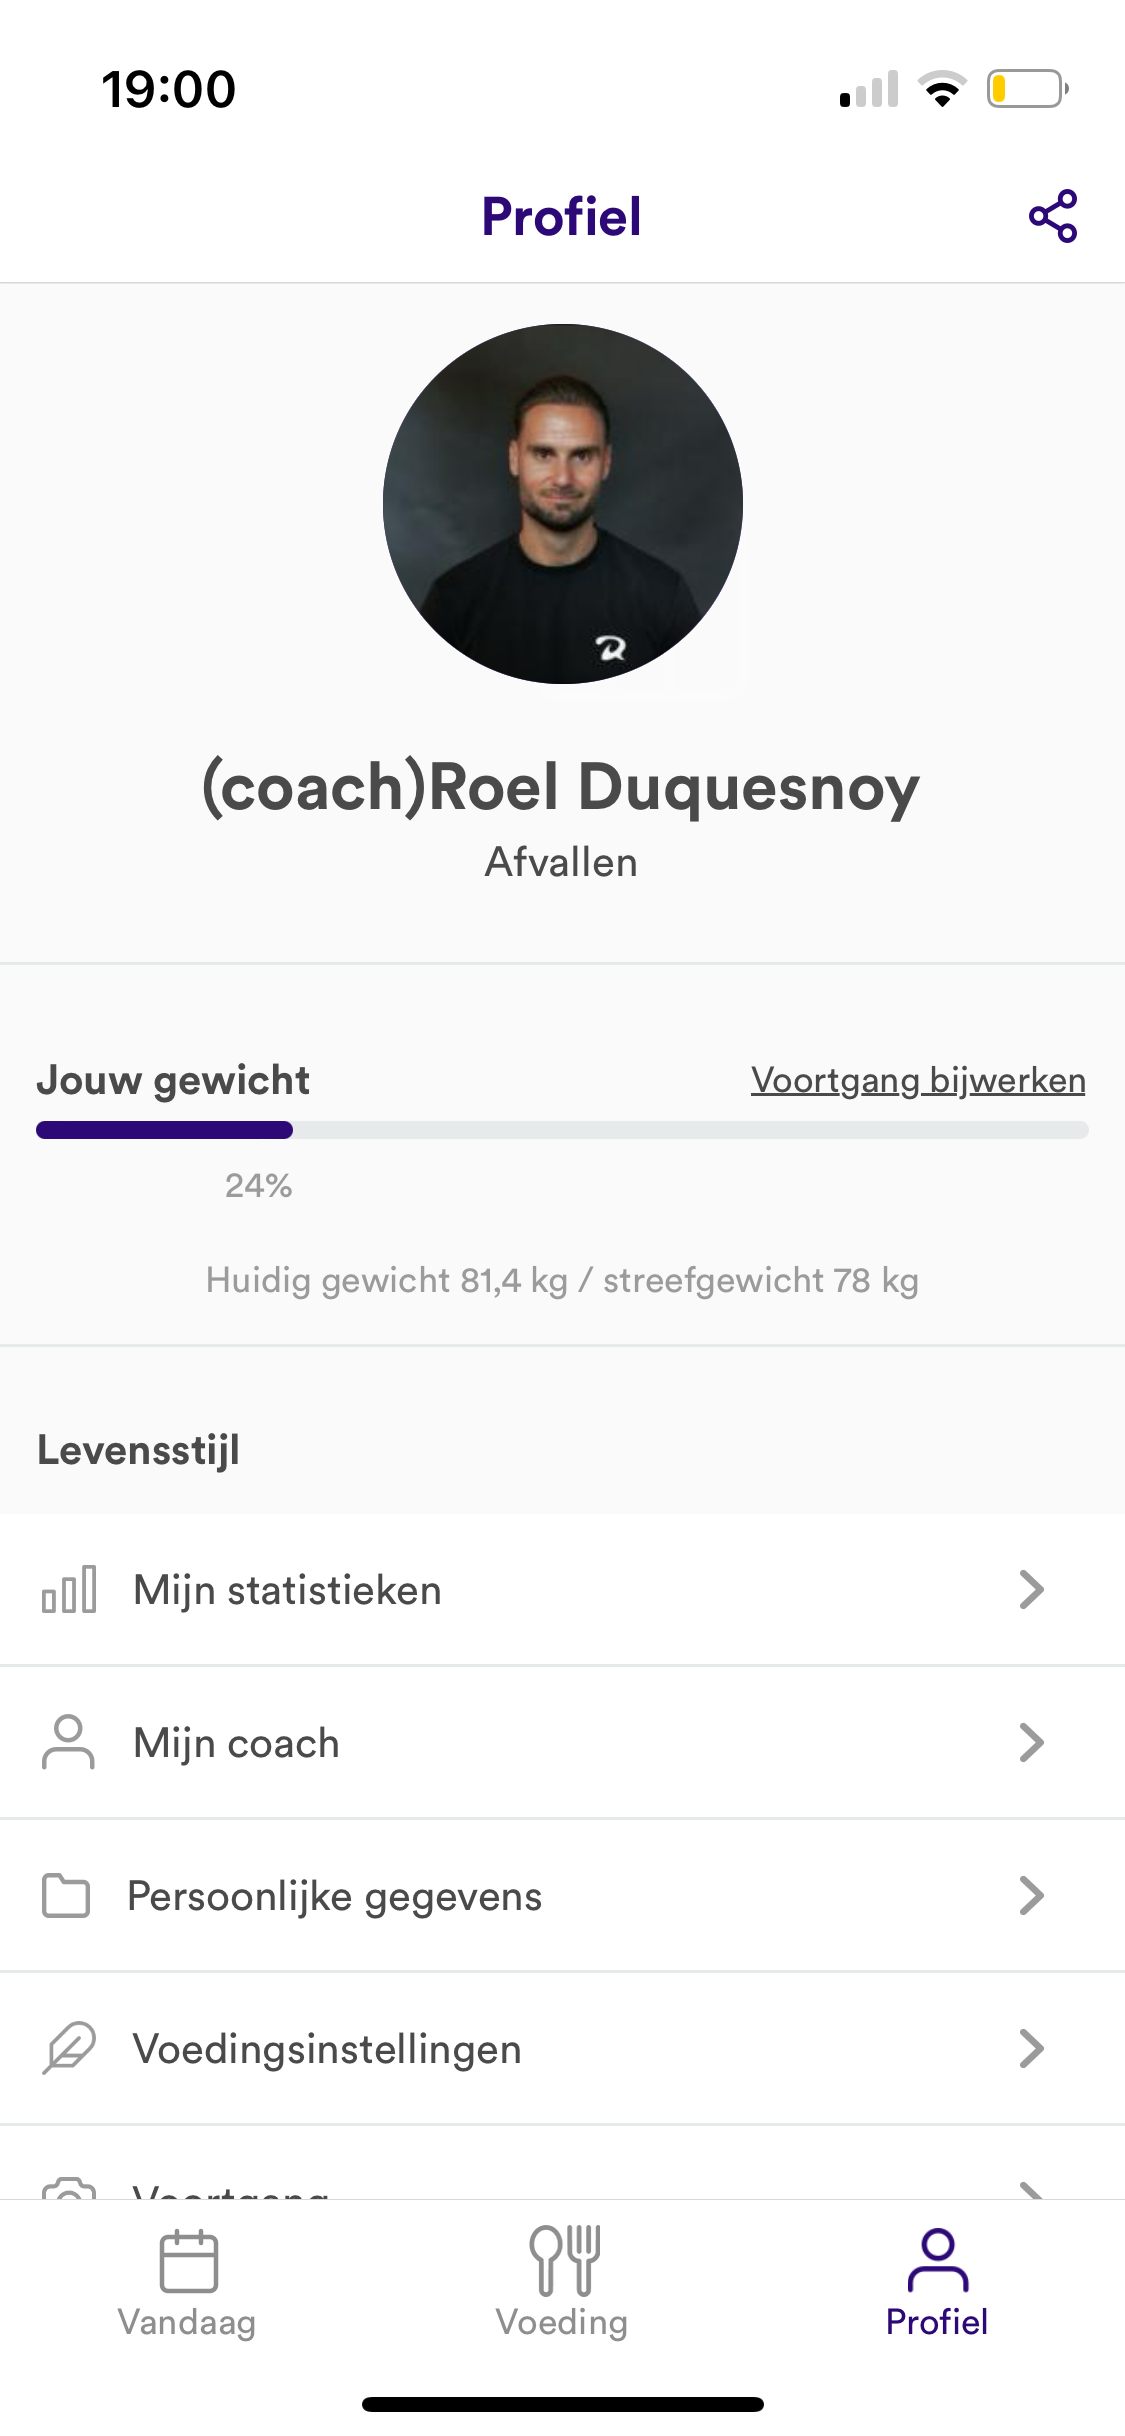 19:00
Profiel
(coach)Roel Duquesnoy
Afvallen
Jouw gewicht
Voortgang bijwerken
24%
Huidig gewicht 81,4 kg / streefgewicht 78 kg
Levensstijl
Mijn statistieken
Mijn coach
Persoonlijke gegevens
Voedingsinstellingen
Voortgang
Vandaag
Voeding
Profiel